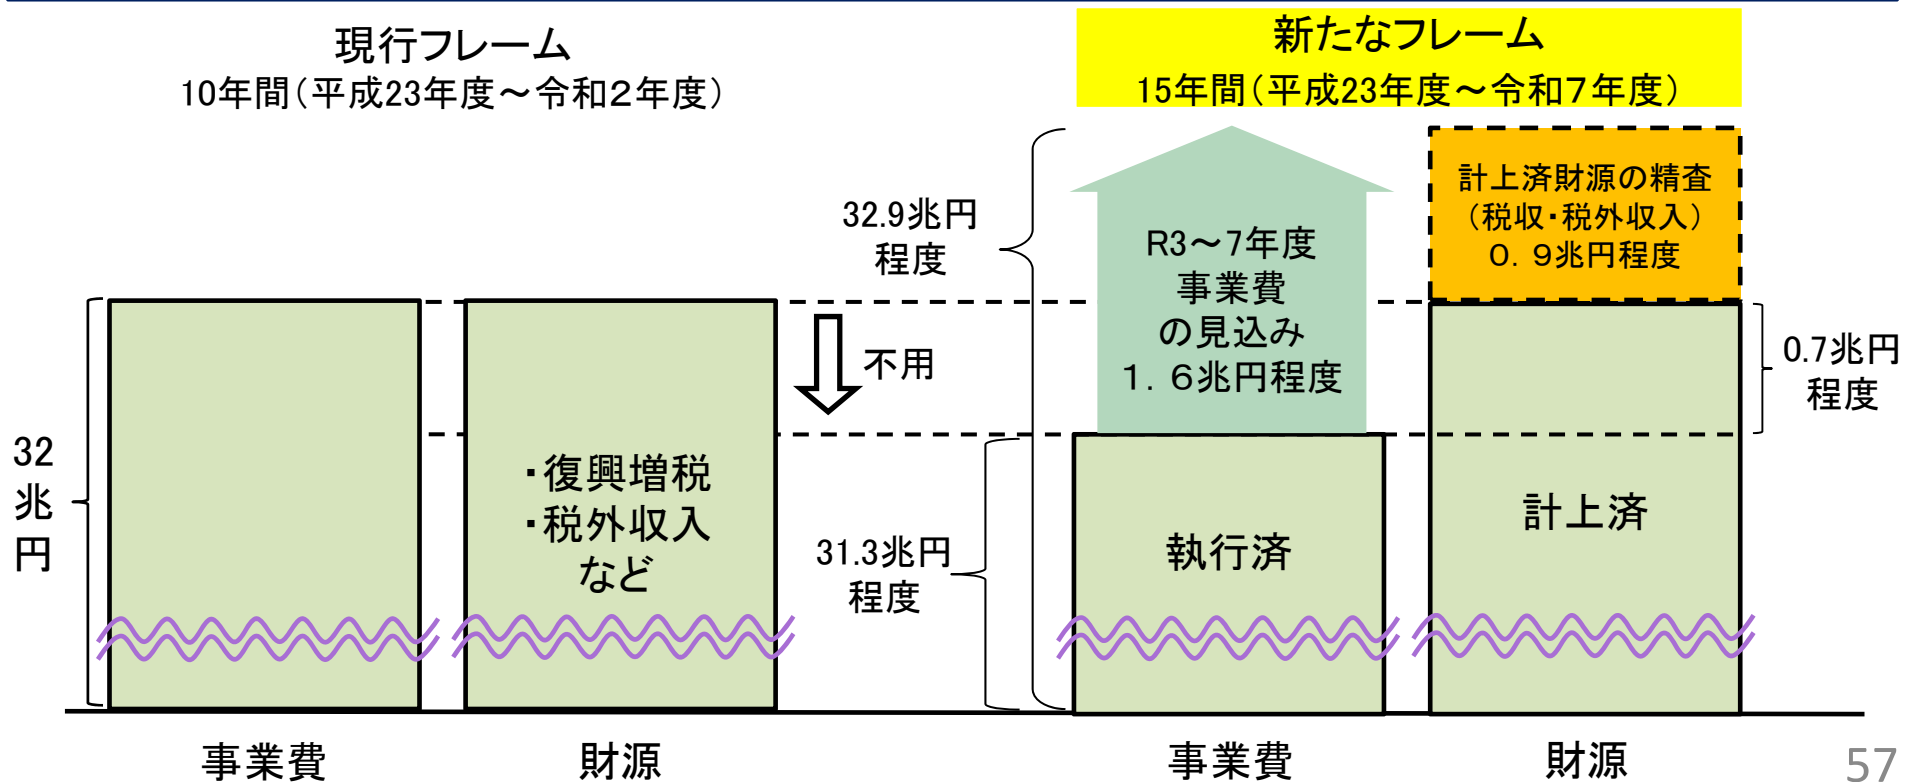 現行フレーム
10年間（平成23年度～令和２年度）
新たなフレーム
15年間（平成23年度～令和７年度）
32
兆
円
・復興増税
・税外収入
など
不用
32.9兆円
程度
31.3兆円
程度
R3～7年度
事業費
の見込み
１．６兆円程度
執行済
計上済財源の精査
（税収・税外収入）
０．９兆円程度
計上済
0.7兆円
程度
事業費
財源
事業費
財源
57